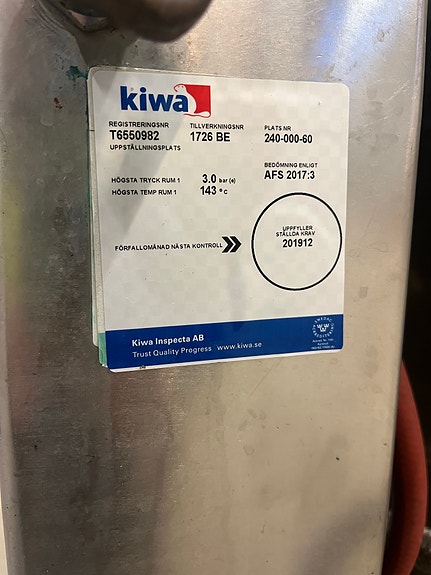 kiwa
REGISTRERINGSNR TILLVERKNINGSNR PLATS NR
T6550982 1726 BE 240-000-60
UPPSTÄLLNINGSPLATS
BEDÖMNING ENLIGT
AFS 2017:3
HÖGSTA TRYCK RUM 1 3.0 bar (e)
HÖGSTA TEMP RUM 1 143 °C
UPPFYLLER
STÄLLDA KRAV
201912
FÖRFALLOMÅNAD NÄSTA KONTROLL
Kiwa Inspecta AB
Trust Quality Progress www.kiwa.se